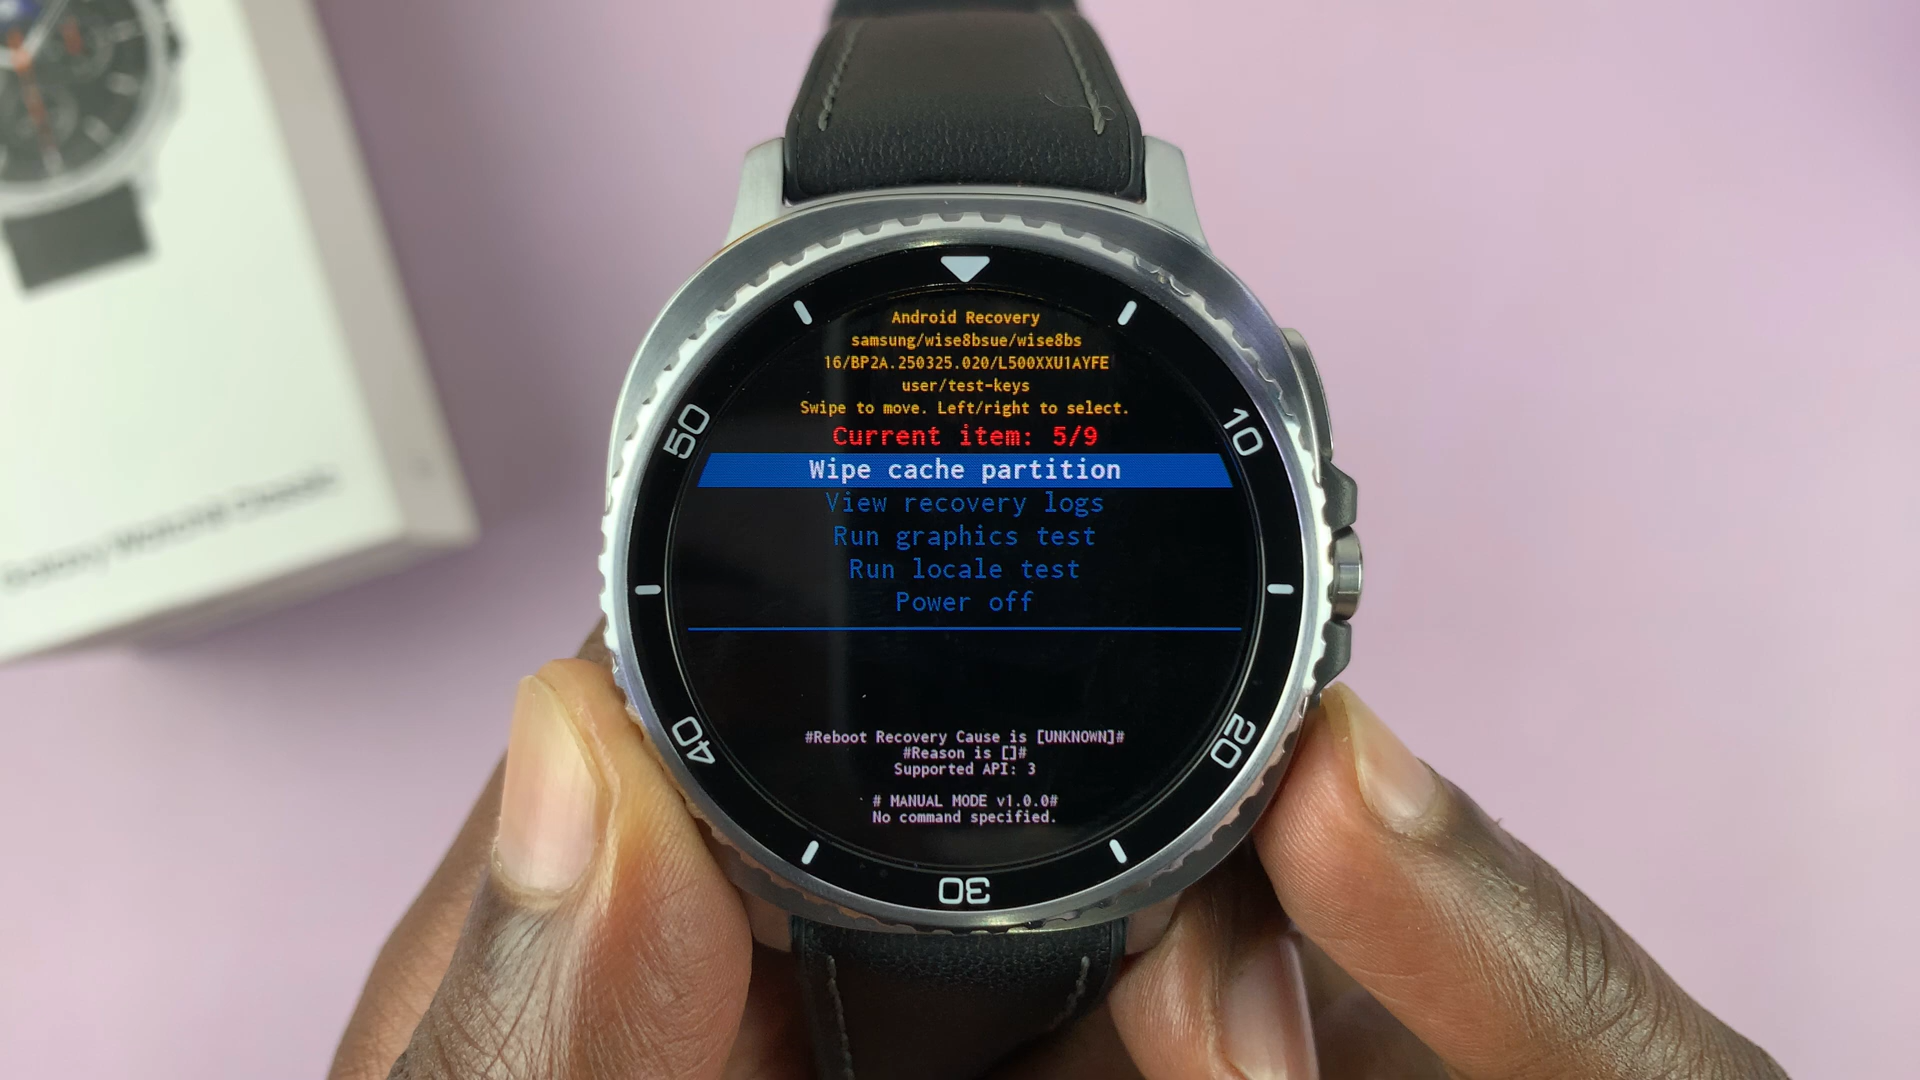 Android Recovery
samsung/wise8bsue/wise8bs
16/BP2A.250325.020/L500XXU1AYFE
user/test-keys
Swipe to move. Left/right to select.
Current item: 5/9
Wipe cache partition
View recovery logs
Run graphics test
Run locale test
Power off
#Reboot Recovery Cause is [UNKNOWN]#
#Reason is []#
Supported API: 3
# MANUAL MODE v1.0.0#
No command specified.
10
20
30
40
50
Galaxy Watch8 Classic